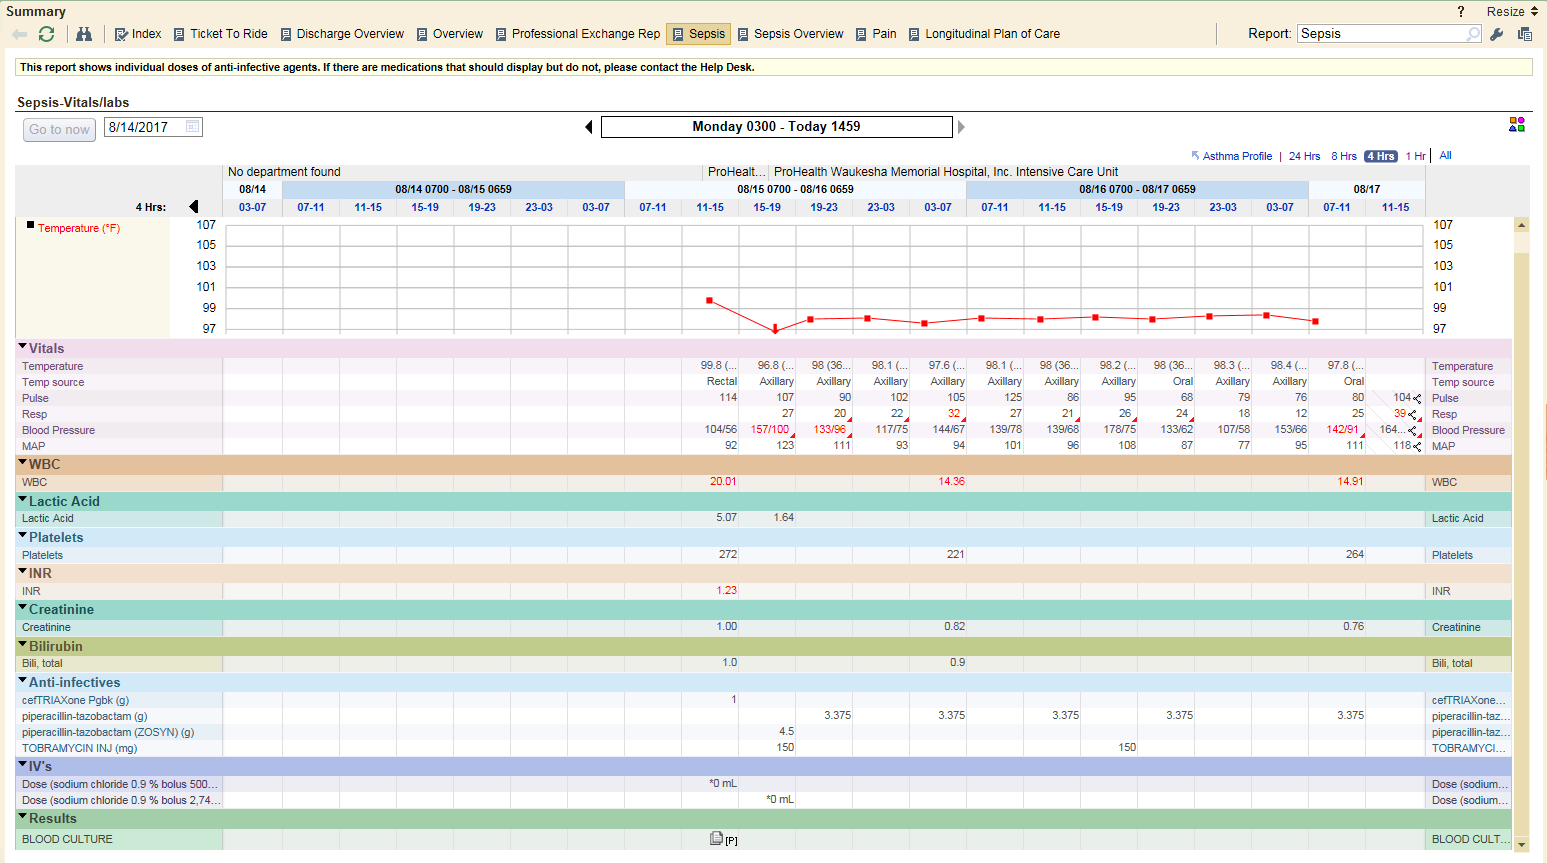 Summary
? Resize
Index Ticket To Ride Discharge Overview Overview Professional Exchange Rep Sepsis Sepsis Overview Pain Longitudinal Plan of Care Report: Sepsis
This report shows individual doses of anti-infective agents. If there are medications that should display but do not, please contact the Help Desk.
Sepsis-Vitals/labs
Go to now 8/14/2017 Monday 0300 - Today 1459
Asthma Profile | 24 Hrs 8 Hrs 4 Hrs 1 Hr All
No department found ProHealt... ProHealth Waukesha Memorial Hospital, Inc. Intensive Care Unit
08/14 08/14 0700 - 08/15 0659 08/15 0700 - 08/16 0659 08/16 0700 - 08/17 0659 08/17
4 Hrs: 03-07 07-11 11-15 15-19 19-23 23-03 03-07 07-11 11-15 15-19 19-23 23-03 03-07 07-11 11-15 15-19 19-23 23-03 03-07 07-11 11-15
Temperature (°F)
107 107
105 105
103 103
101 101
99 99
97 97
Vitals
Temperature 99.8 (... 96.8 (... 98 (36... 98.1 (... 97.6 (... 98.1 (... 98 (36... 98.2 (... 98 (36... 98.3 (... 98.4 (... 97.8 (... Temperature
Temp source Rectal Axillary Axillary Axillary Axillary Axillary Axillary Axillary Oral Axillary Axillary Oral Temp source
Pulse 114 107 90 102 105 125 86 95 68 79 76 80 104 Pulse
Resp 27 20 22 32 27 21 26 24 18 12 25 39 Resp
Blood Pressure 104/56 157/100 133/96 117/75 144/67 139/78 139/68 178/75 133/62 107/58 153/66 142/91 164... Blood Pressure
MAP 92 123 111 93 94 101 96 108 87 77 95 111 118 MAP
WBC
WBC 20.01 14.36 14.91 WBC
Lactic Acid
Lactic Acid 5.07 1.64 Lactic Acid
Platelets
Platelets 272 221 264 Platelets
INR
INR 1.23 INR
Creatinine
Creatinine 1.00 0.82 0.76 Creatinine
Bilirubin
Bili, total 1.0 0.9 Bili, total
Anti-infectives
cefTRIAXone Pgbk (g) 1 cefTRIAXone...
piperacillin-tazobactam (g) 3.375 3.375 3.375 3.375 3.375 piperacillin-taz...
piperacillin-tazobactam (ZOSYN) (g) 4.5 piperacillin-taz...
TOBRAMYCIN INJ (mg) 150 150 TOBRAMYCI...
IV's
Dose (sodium chloride 0.9 % bolus 500... *0 mL Dose (sodium...
Dose (sodium chloride 0.9 % bolus 2,74... *0 mL Dose (sodium...
Results
BLOOD CULTURE [P] BLOOD CULT...